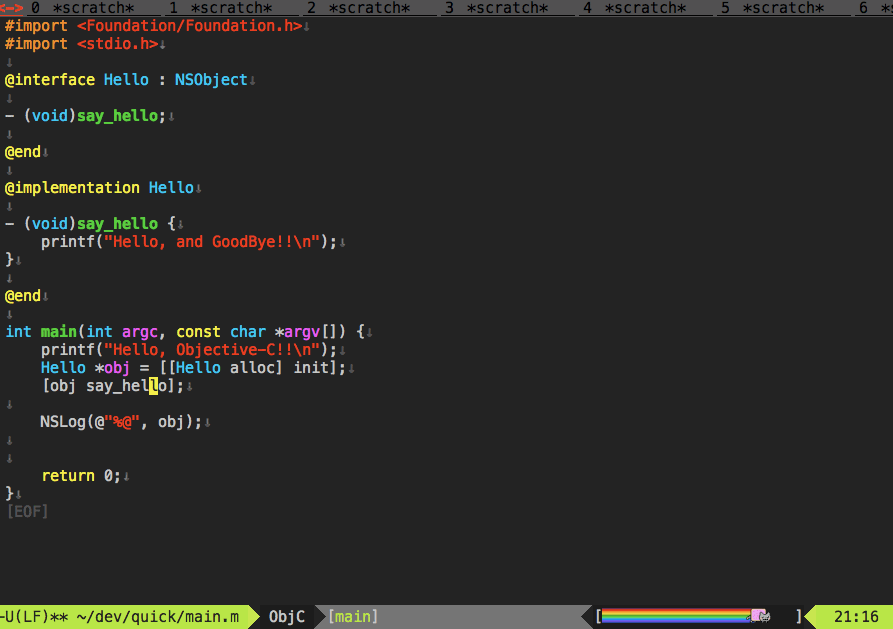 <-> 0 *scratch* 1 *scratch* 2 *scratch* 3 *scratch* 4 *scratch* 5 *scratch* 6 *s
#import <Foundation/Foundation.h>↓
#import <stdio.h>↓
↓
@interface Hello : NSObject↓
↓
- (void)say_hello;↓
↓
@end↓
↓
@implementation Hello↓
↓
- (void)say_hello {↓
    printf("Hello, and GoodBye!!\n");↓
}↓
↓
@end↓
↓
int main(int argc, const char *argv[]) {↓
    printf("Hello, Objective-C!!\n");↓
    Hello *obj = [[Hello alloc] init];↓
    [obj say_hello];↓
↓
    NSLog(@"%@", obj);↓
↓
↓
    return 0;↓
}↓
[EOF]
-U(LF)** ~/dev/quick/main.m ObjC [main] [ ] 21:16